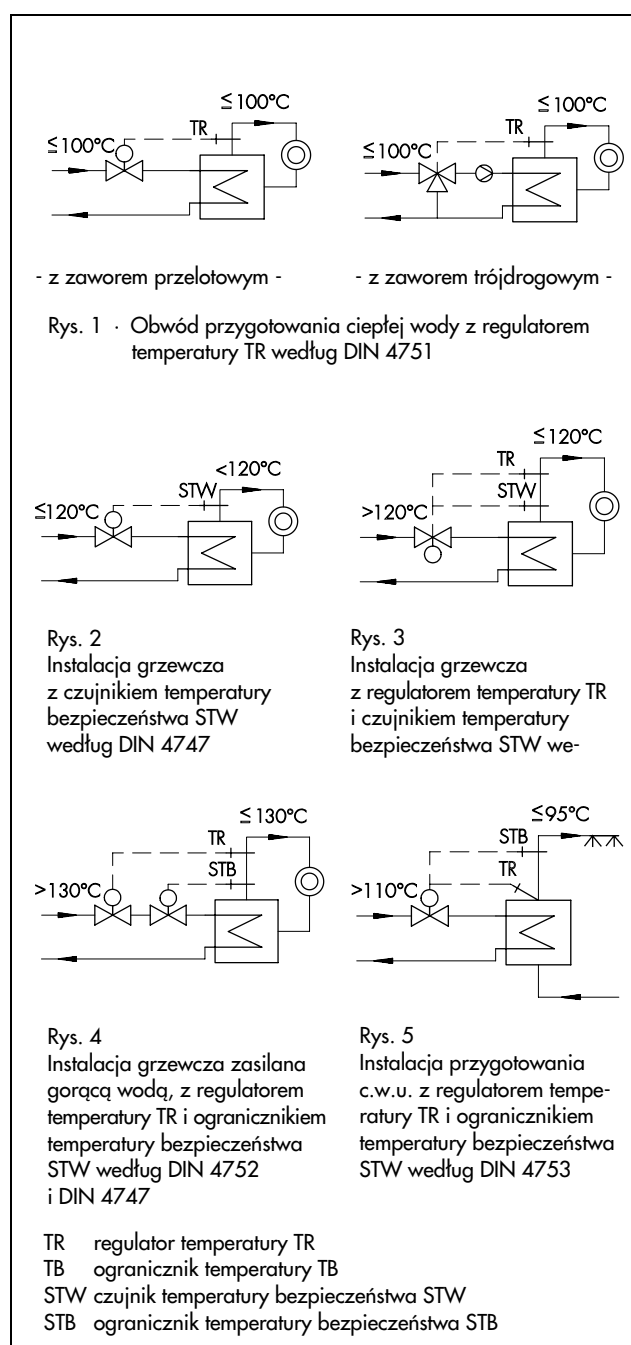 ≤100°C
≤100°C
TR
TR
≤100°C
≤100°C
- z zaworem przelotowym -
- z zaworem trójdrogowym -
Rys. 1 · Obwód przygotowania ciepłej wody z regulatorem
temperatury TR według DIN 4751
<120°C
STW
≤120°C
≤120°C
TR
STW
>120°C
Rys. 2
Instalacja grzewcza
z czujnikiem temperatury
bezpieczeństwa STW
według DIN 4747
Rys. 3
Instalacja grzewcza
z regulatorem temperatury TR
i czujnikiem temperatury
bezpieczeństwa STW we-
≤130°C
TR
STB
>130°C
≤95°C
STB
TR
>110°C
Rys. 4
Instalacja grzewcza zasilana
gorącą wodą, z regulatorem
temperatury TR i ogranicznikiem
temperatury bezpieczeństwa
STW według DIN 4752
i DIN 4747
Rys. 5
Instalacja przygotowania
c.w.u. z regulatorem tempe-
ratury TR i ogranicznikiem
temperatury bezpieczeństwa
STW według DIN 4753
TR regulator temperatury TR
TB ogranicznik temperatury TB
STW czujnik temperatury bezpieczeństwa STW
STB ogranicznik temperatury bezpieczeństwa STB